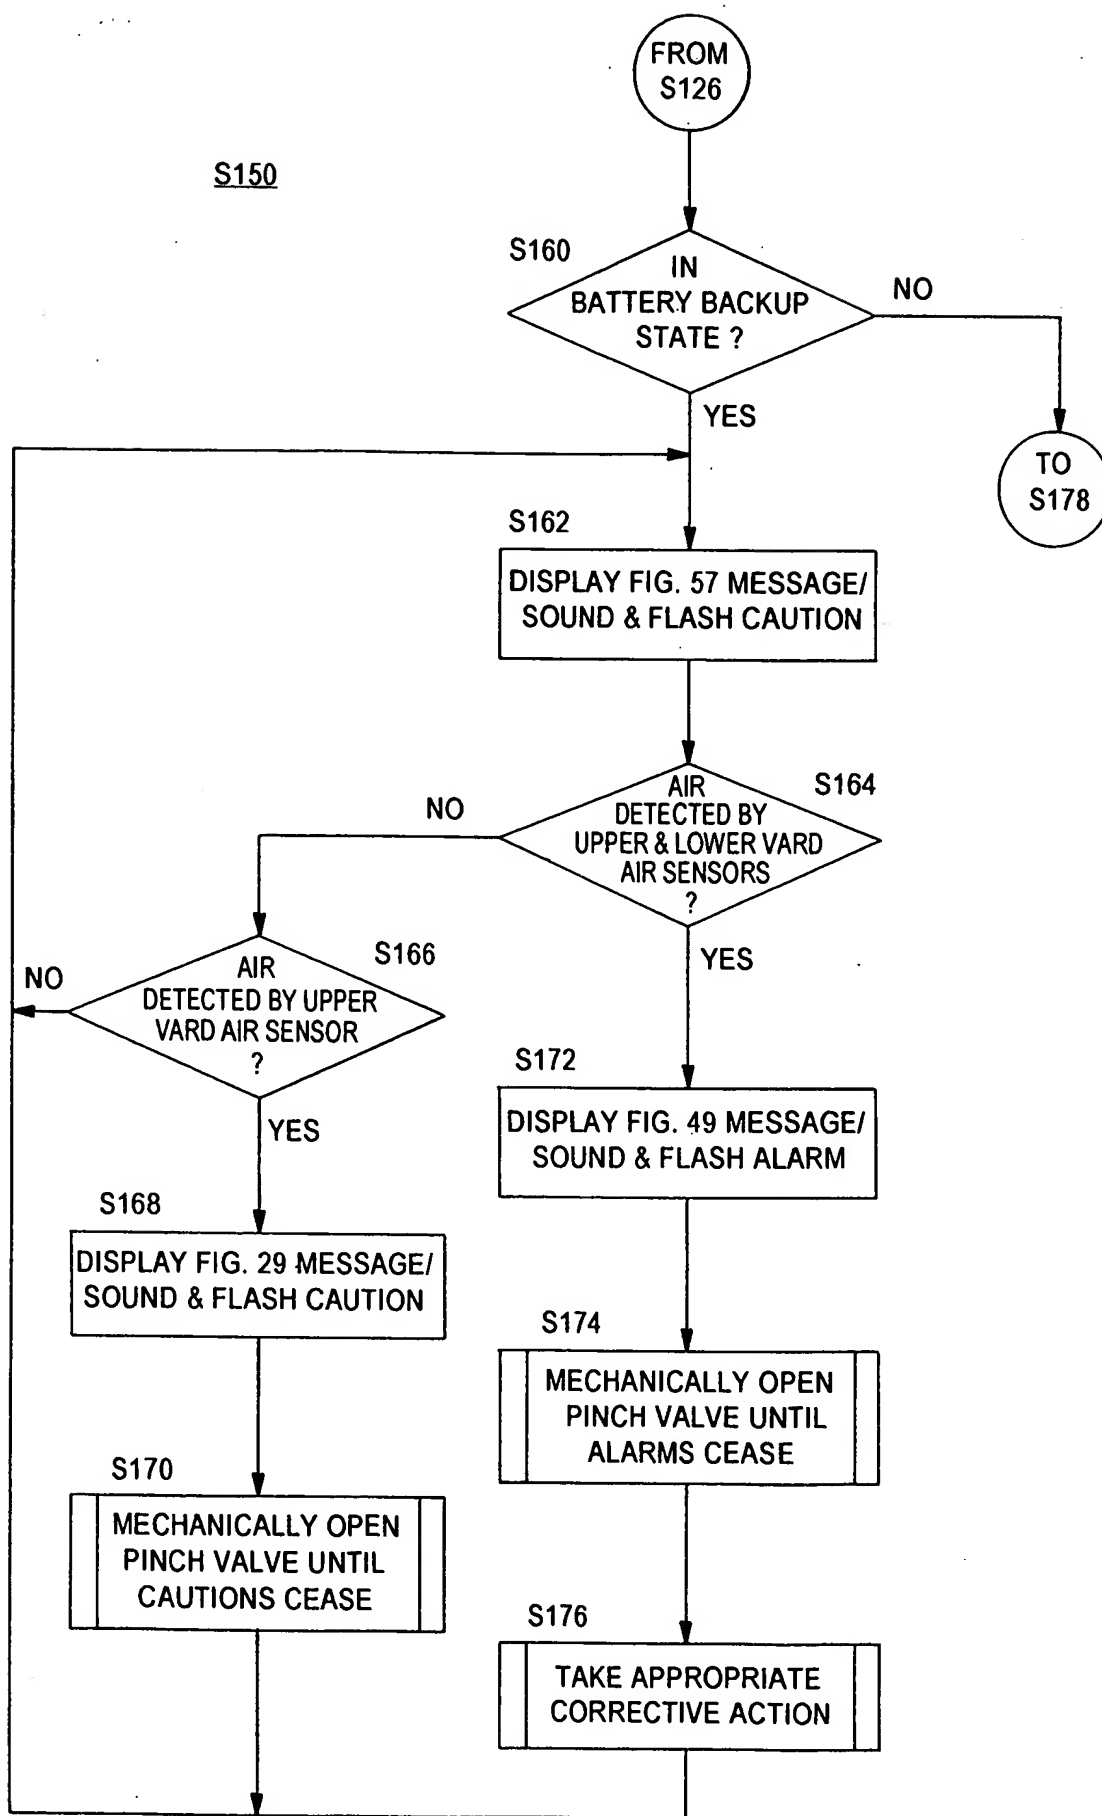 FROM
S126
S150
S160
IN
BATTERY BACKUP
STATE ?
NO
YES
TO
S178
S162
DISPLAY FIG. 57 MESSAGE/
SOUND & FLASH CAUTION
S164
AIR
DETECTED BY
UPPER & LOWER VARD
AIR SENSORS
?
NO
YES
S166
AIR
DETECTED BY UPPER
VARD AIR SENSOR
?
NO
YES
S172
DISPLAY FIG. 49 MESSAGE/
SOUND & FLASH ALARM
S168
DISPLAY FIG. 29 MESSAGE/
SOUND & FLASH CAUTION
S174
MECHANICALLY OPEN
PINCH VALVE UNTIL
ALARMS CEASE
S170
MECHANICALLY OPEN
PINCH VALVE UNTIL
CAUTIONS CEASE
S176
TAKE APPROPRIATE
CORRECTIVE ACTION